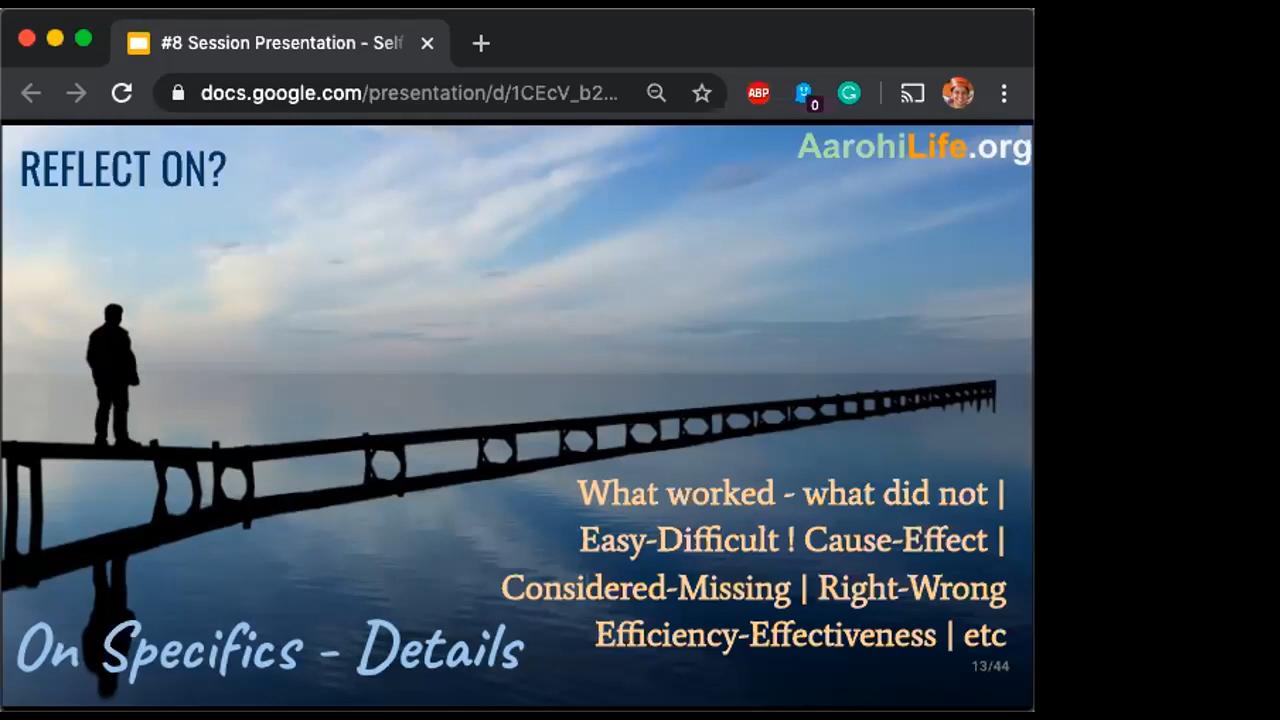 #8 Session Presentation - Self
docs.google.com/presentation/d/1CEcV_b2...
ABP
0
AarohiLife.org
REFLECT ON?
What worked - what did not |
Easy-Difficult ! Cause-Effect |
Considered-Missing | Right-Wrong
Efficiency-Effectiveness | etc
On Specifics - Details
13/44